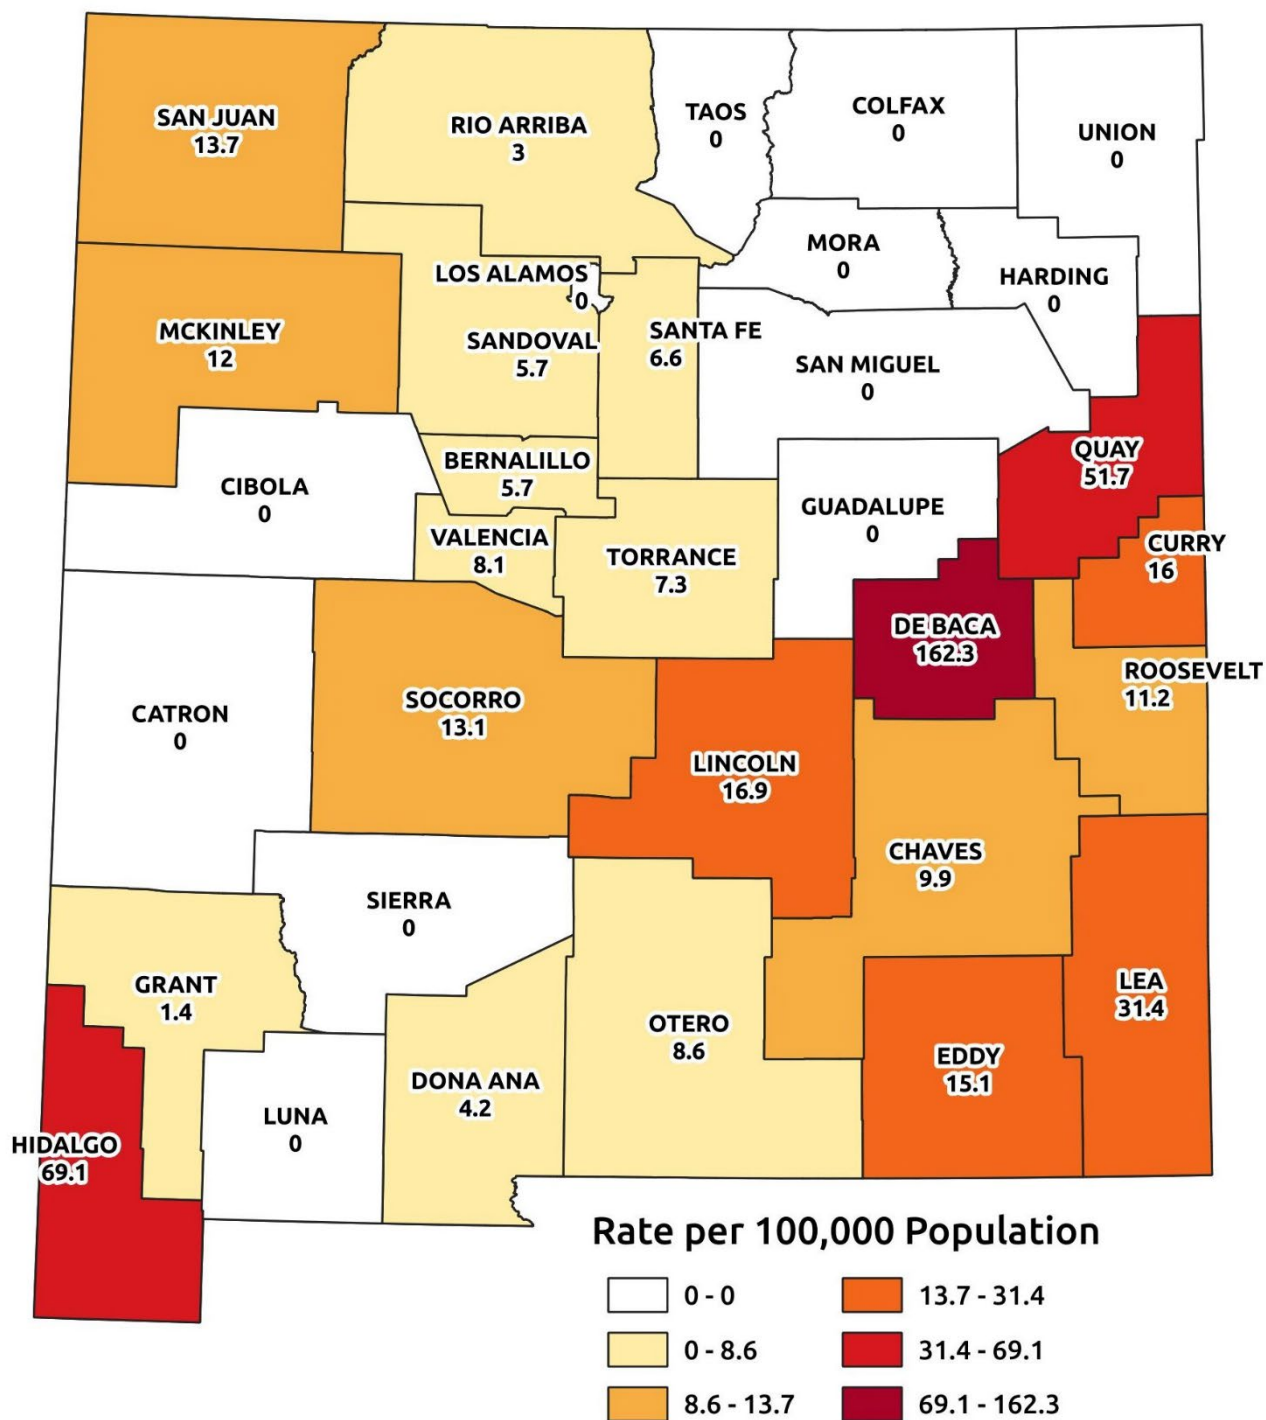 SAN JUAN
13.7
RIO ARRIBA
3
TAOS
0
COLFAX
0
UNION
0
MORA
0
HARDING
0
LOS ALAMOS
0
MCKINLEY
12
SANDOVAL
5.7
SANTA FE
6.6
SAN MIGUEL
0
QUAY
51.7
CIBOLA
0
BERNALILLO
5.7
GUADALUPE
0
VALENCIA
8.1
TORRANCE
7.3
CURRY
16
DE BACA
162.3
ROOSEVELT
11.2
CATRON
0
SOCORRO
13.1
LINCOLN
16.9
CHAVES
9.9
SIERRA
0
GRANT
1.4
LEA
31.4
OTERO
8.6
EDDY
15.1
DONA ANA
4.2
LUNA
0
HIDALGO
69.1
Rate per 100,000 Population
0 - 0
0 - 8.6
8.6 - 13.7
13.7 - 31.4
31.4 - 69.1
69.1 - 162.3